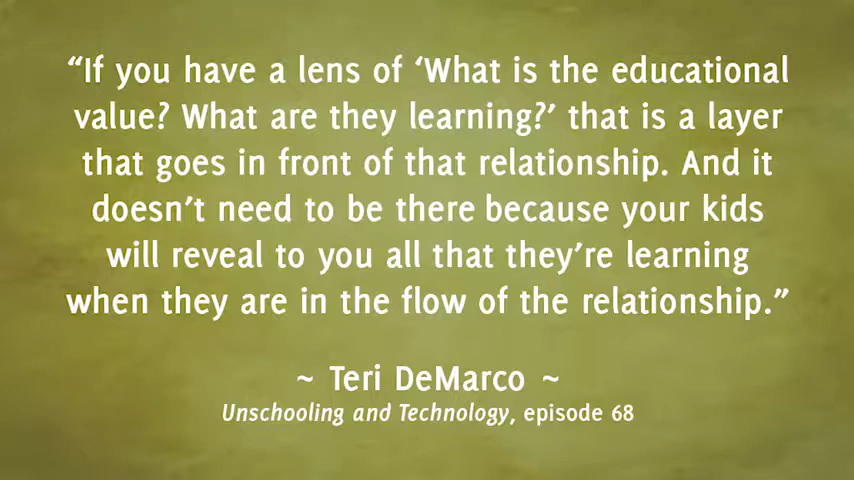 “If you have a lens of ‘What is the educational
value? What are they learning?’ that is a layer
that goes in front of that relationship. And it
doesn’t need to be there because your kids
will reveal to you all that they’re learning
when they are in the flow of the relationship.”
~ Teri DeMarco ~
Unschooling and Technology, episode 68